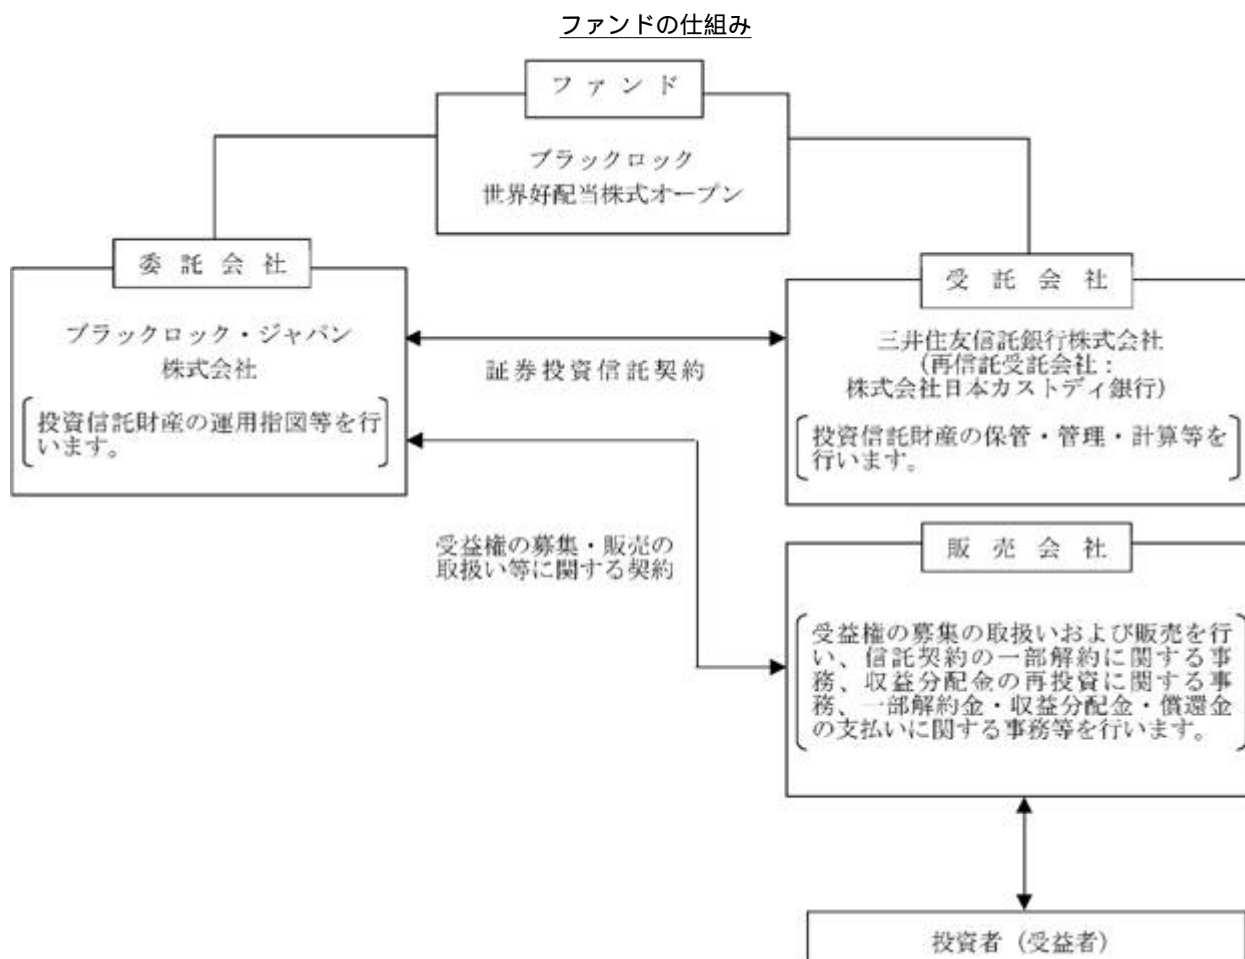 ファンドの仕組み
ファンド
ブラックロック
世界好配当株式オープン
委託会社
ブラックロック・ジャパン
株式会社
投資信託財産の運用指図等を行
います。
証券投資信託契約
受託会社
三井住友信託銀行株式会社
(再信託受託会社:
株式会社日本カストディ銀行)
投資信託財産の保管・管理・計算等を
行います。
受益権の募集・販売の
取扱い等に関する契約
販売会社
受益権の募集の取扱いおよび販売を行
い、信託契約の一部解約に関する事
務、収益分配金の再投資に関する事
務、一部解約金・収益分配金・償還金
の支払いに関する事務等を行います。
投資者(受益者)